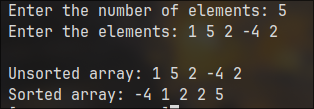 Enter the number of elements: 5
Enter the elements: 1 5 2 -4 2
Unsorted array: 1 5 2 -4 2
Sorted array: -4 1 2 2 5